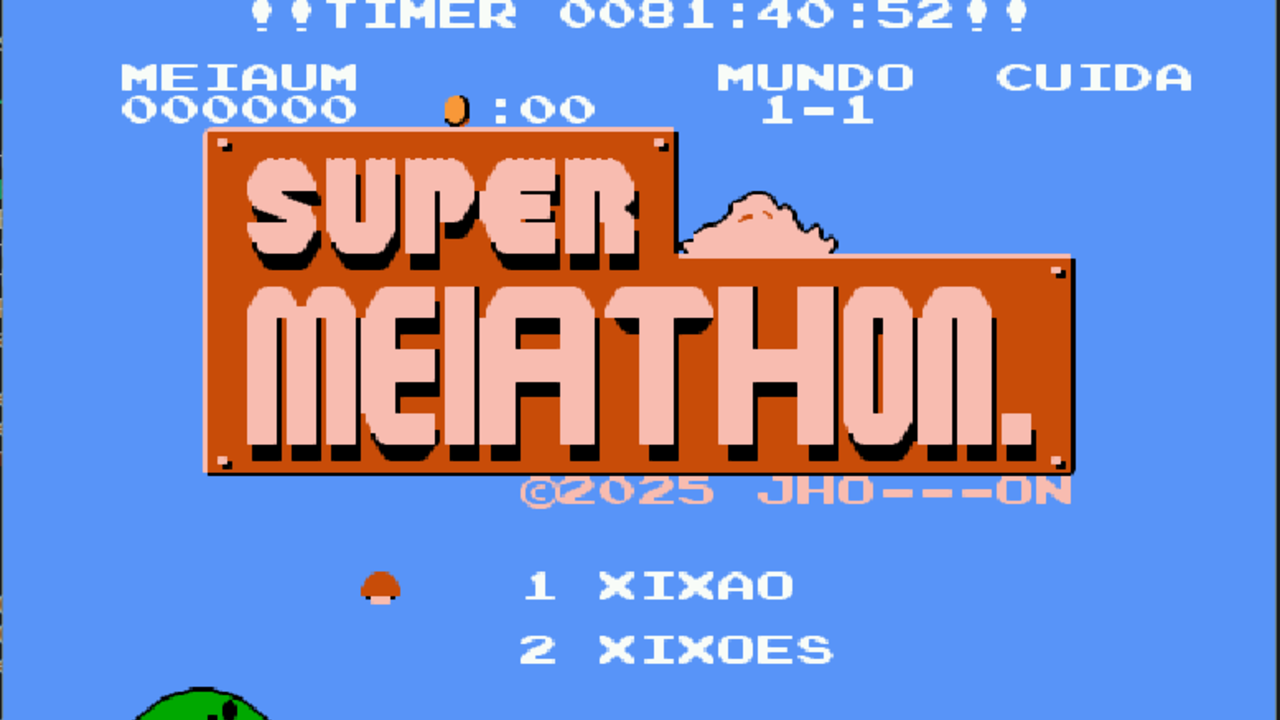 !!TIMER 0081:40:52!!
MEIAUM MUNDO CUIDA
000000 :00 1-1
SUPER
MEIATHON.
©2025 JHO---ON
1 XIXAO
2 XIXOES